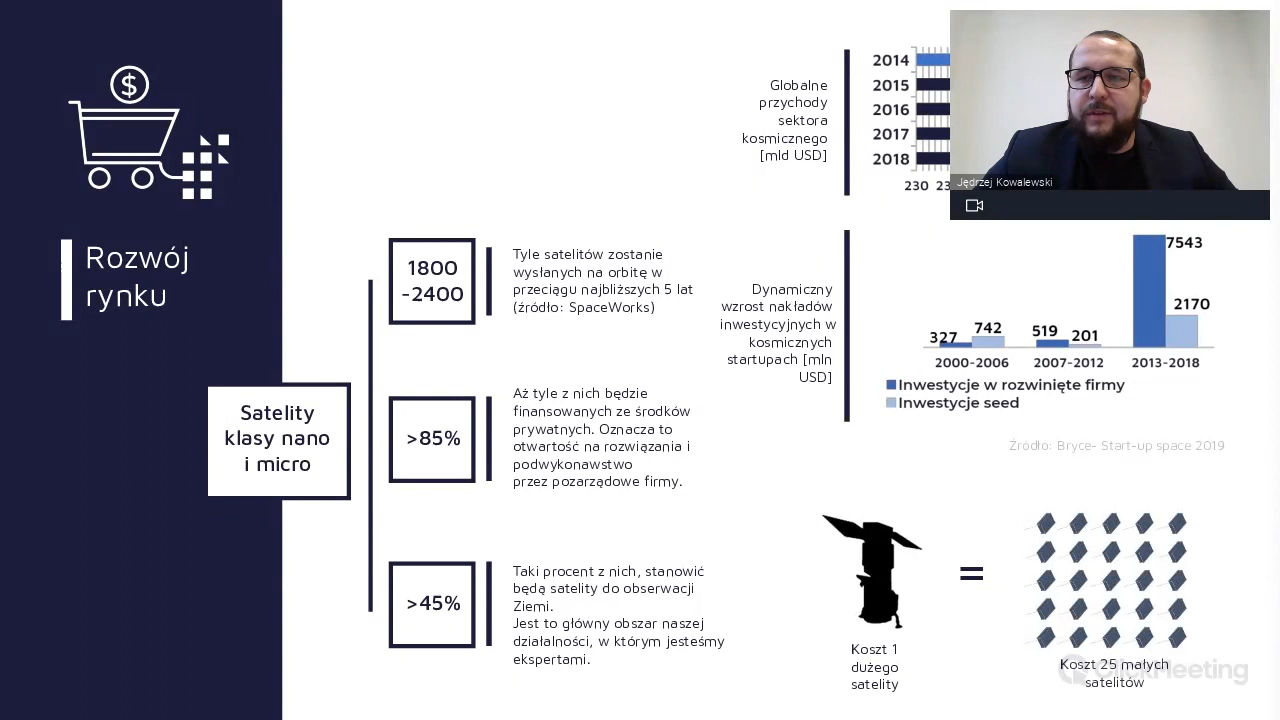 $
Rozwój
rynku
Satelity
klasy nano
i micro
1800
-2400
Tyle satelitów zostanie
wysłanych na orbitę w
przeciągu najbliższych 5 lat
(źródło: SpaceWorks)
>85%
Aż tyle z nich będzie
finansowanych ze środków
prywatnych. Oznacza to
otwartość na rozwiązania i
podwykonawstwo
przez pozarządowe firmy.
>45%
Taki procent z nich, stanowić
będą satelity do obserwacji
Ziemi.
Jest to główny obszar naszej
działalności, w którym jesteśmy
ekspertami.
Globalne
przychody
sektora
kosmicznego
[mld USD]
2014
2015
2016
2017
2018
230
Jędrzej Kowalewski
Dynamiczny
wzrost nakładów
inwestycyjnych w
kosmicznych
startupach [mln
USD]
327 742 519 201 7543 2170
2000-2006 2007-2012 2013-2018
Inwestycje w rozwinięte firmy
Inwestycje seed
Źródło: Bryce- Start-up space 2019
=
Koszt 1
dużego
satelity
Koszt 25 małych
satelitów
ClickMeeting